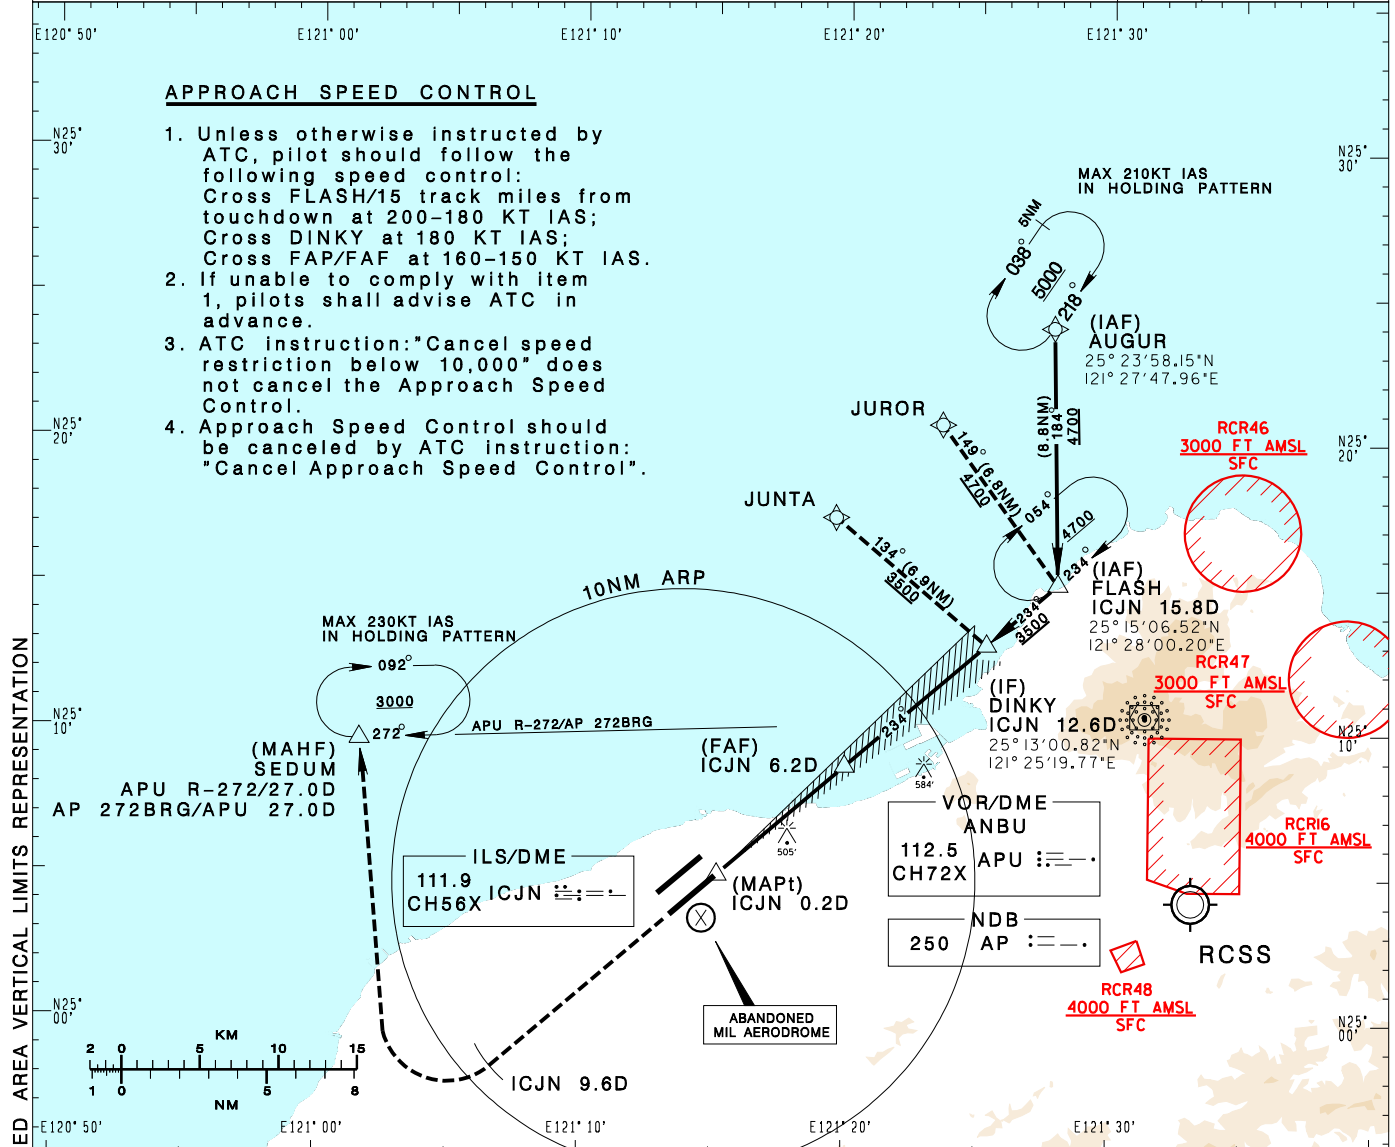 E120° 50'
E121° 00'
E121° 10'
E121° 20'
E121° 30'
APPROACH SPEED CONTROL
1. Unless otherwise instructed by
ATC, pilot should follow the
following speed control:
Cross FLASH/15 track miles from
touchdown at 200-180 KT IAS;
Cross DINKY at 180 KT IAS;
Cross FAP/FAF at 160-150 KT IAS.
2. If unable to comply with item
1, pilots shall advise ATC in
advance.
3. ATC instruction:"Cancel speed
restriction below 10,000" does
not cancel the Approach Speed
Control.
4. Approach Speed Control should
be canceled by ATC instruction:
"Cancel Approach Speed Control".
N25°
30'
N25°
30'
MAX 210KT IAS
IN HOLDING PATTERN
5NM
038°
5000
218°
(IAF)
AUGUR
25° 23'58.15"N
121° 27'47.96"E
(8.8NM)
184°
4700
N25°
20'
N25°
20'
JUROR
149° (6.8NM)
4700
JUNTA
134° (6.9NM)
3500
054°
4700
234°
RCR46
3000 FT AMSL
SFC
(IAF)
FLASH
ICJN 15.8D
25° 15'06.52"N
121° 28'00.20"E
234°
3500
10NM ARP
MAX 230KT IAS
IN HOLDING PATTERN
092°
3000
272°
APU R-272/AP 272BRG
RCR47
3000 FT AMSL
SFC
(IF)
DINKY
ICJN 12.6D
25° 13'00.82"N
121° 25'19.77"E
N25°
10'
N25°
10'
(MAHF)
SEDUM
APU R-272/27.0D
AP 272BRG/APU 27.0D
(FAF)
ICJN 6.2D
234°
584'
505'
VOR/DME
ANBU
112.5
CH72X
APU
RCR16
4000 FT AMSL
SFC
ILS/DME
111.9
CH56X
ICJN
(MAPt)
ICJN 0.2D
NDB
250
AP
RCSS
RCR48
4000 FT AMSL
SFC
ABANDONED
MIL AERODROME
N25°
00'
N25°
00'
KM
2 0 5 10 15
1 0 5 8
NM
ICJN 9.6D
E120° 50'
E121° 00'
E121° 10'
E121° 20'
E121° 30'
ED AREA VERTICAL LIMITS REPRESENTATION